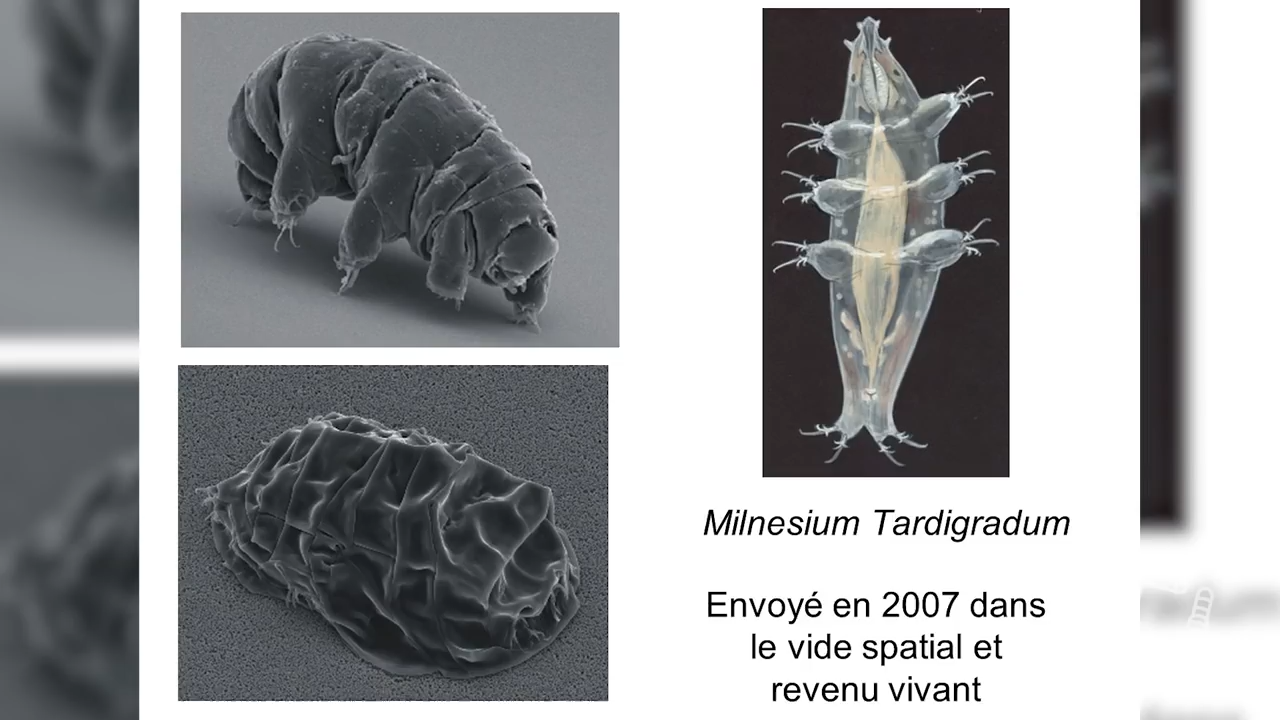 Milnesium Tardigradum
Envoyé en 2007 dans
le vide spatial et
revenu vivant